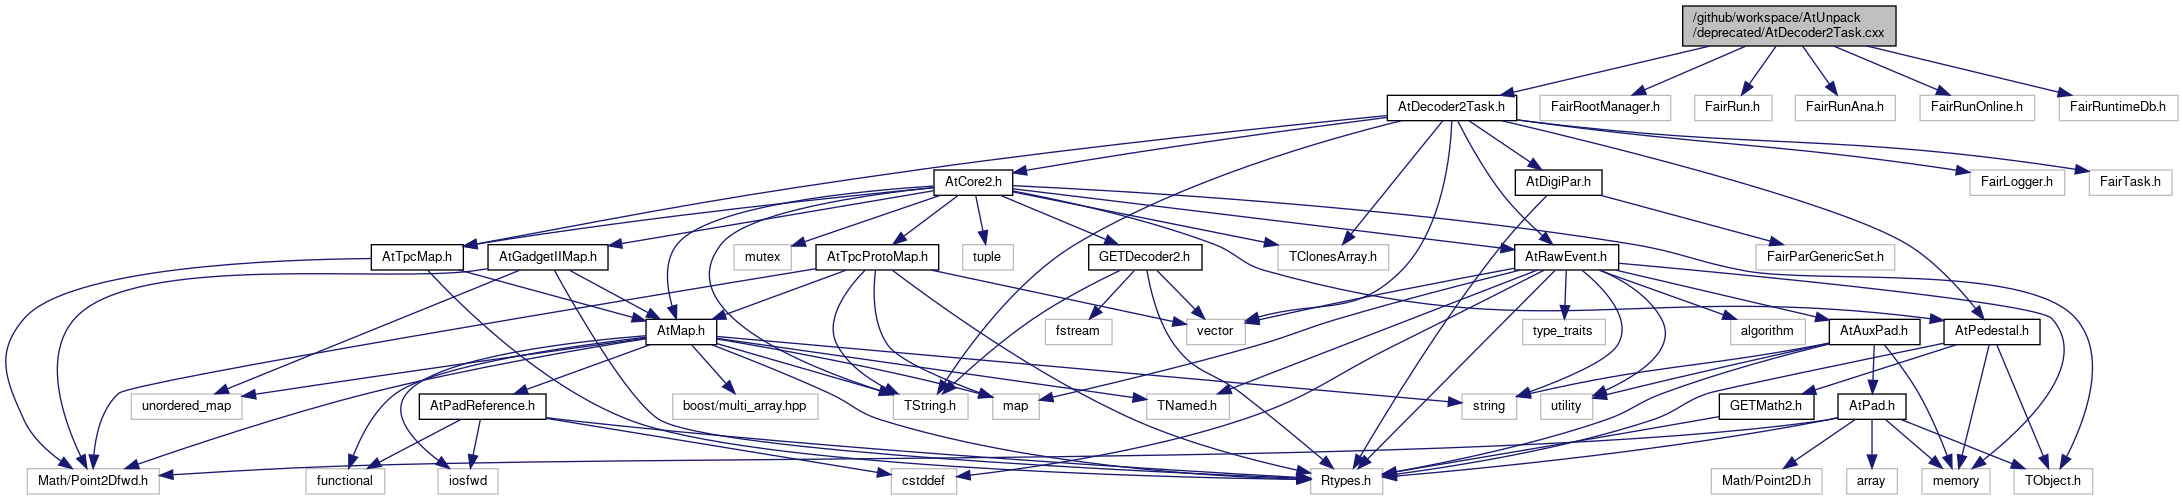 /github/workspace/AtUnpack
/deprecated/AtDecoder2Task.cxx
AtDecoder2Task.h
FairRootManager.h
FairRun.h
FairRunAna.h
FairRunOnline.h
FairRuntimeDb.h
AtCore2.h
AtDigiPar.h
FairLogger.h
FairTask.h
AtTpcMap.h
AtGadgetIIMap.h
mutex
AtTpcProtoMap.h
tuple
GETDecoder2.h
TClonesArray.h
AtRawEvent.h
FairParGenericSet.h
AtMap.h
fstream
vector
type_traits
algorithm
AtAuxPad.h
AtPedestal.h
unordered_map
AtPadReference.h
boost/multi_array.hpp
TString.h
map
TNamed.h
string
utility
GETMath2.h
AtPad.h
Math/Point2Dfwd.h
functional
iosfwd
cstddef
Rtypes.h
Math/Point2D.h
array
memory
TObject.h